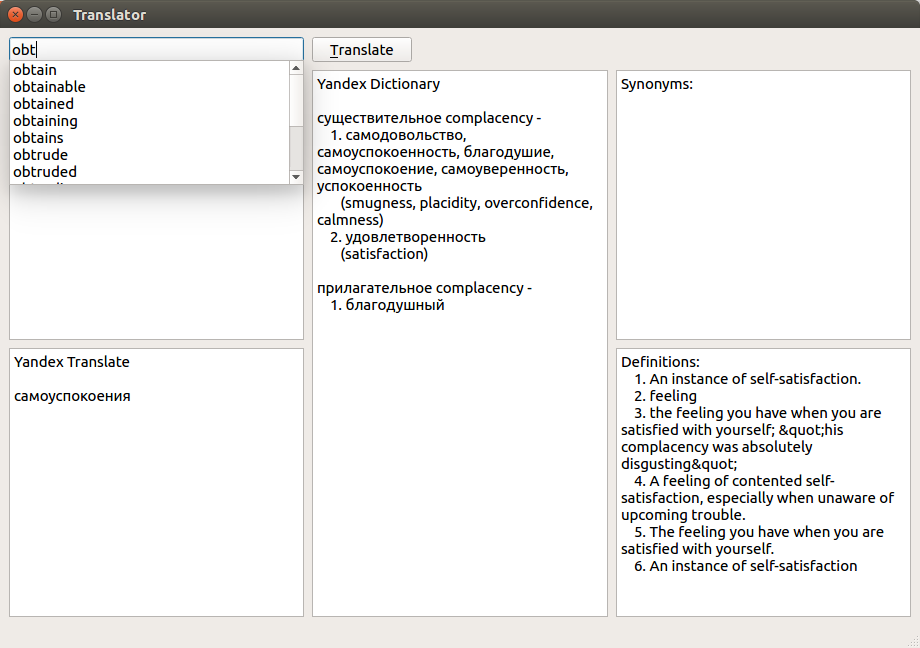 Translator
obt
Translate
obtain
obtainable
obtained
obtaining
obtains
obtrude
obtruded
Yandex Translate
самоуспокоения
Yandex Dictionary
существительное complacency -
1. самодовольство,
самоуспокоенность, благодушие,
самоуспокоение, самоуверенность,
успокоенность
(smugness, placidity, overconfidence,
calmness)
2. удовлетворенность
(satisfaction)
прилагательное complacency -
1. благодушный
Synonyms:
Definitions:
1. An instance of self-satisfaction.
2. feeling
3. the feeling you have when you are
satisfied with yourself; &quot;his
complacency was absolutely
disgusting&quot;
4. A feeling of contented self-
satisfaction, especially when unaware of
upcoming trouble.
5. The feeling you have when you are
satisfied with yourself.
6. An instance of self-satisfaction